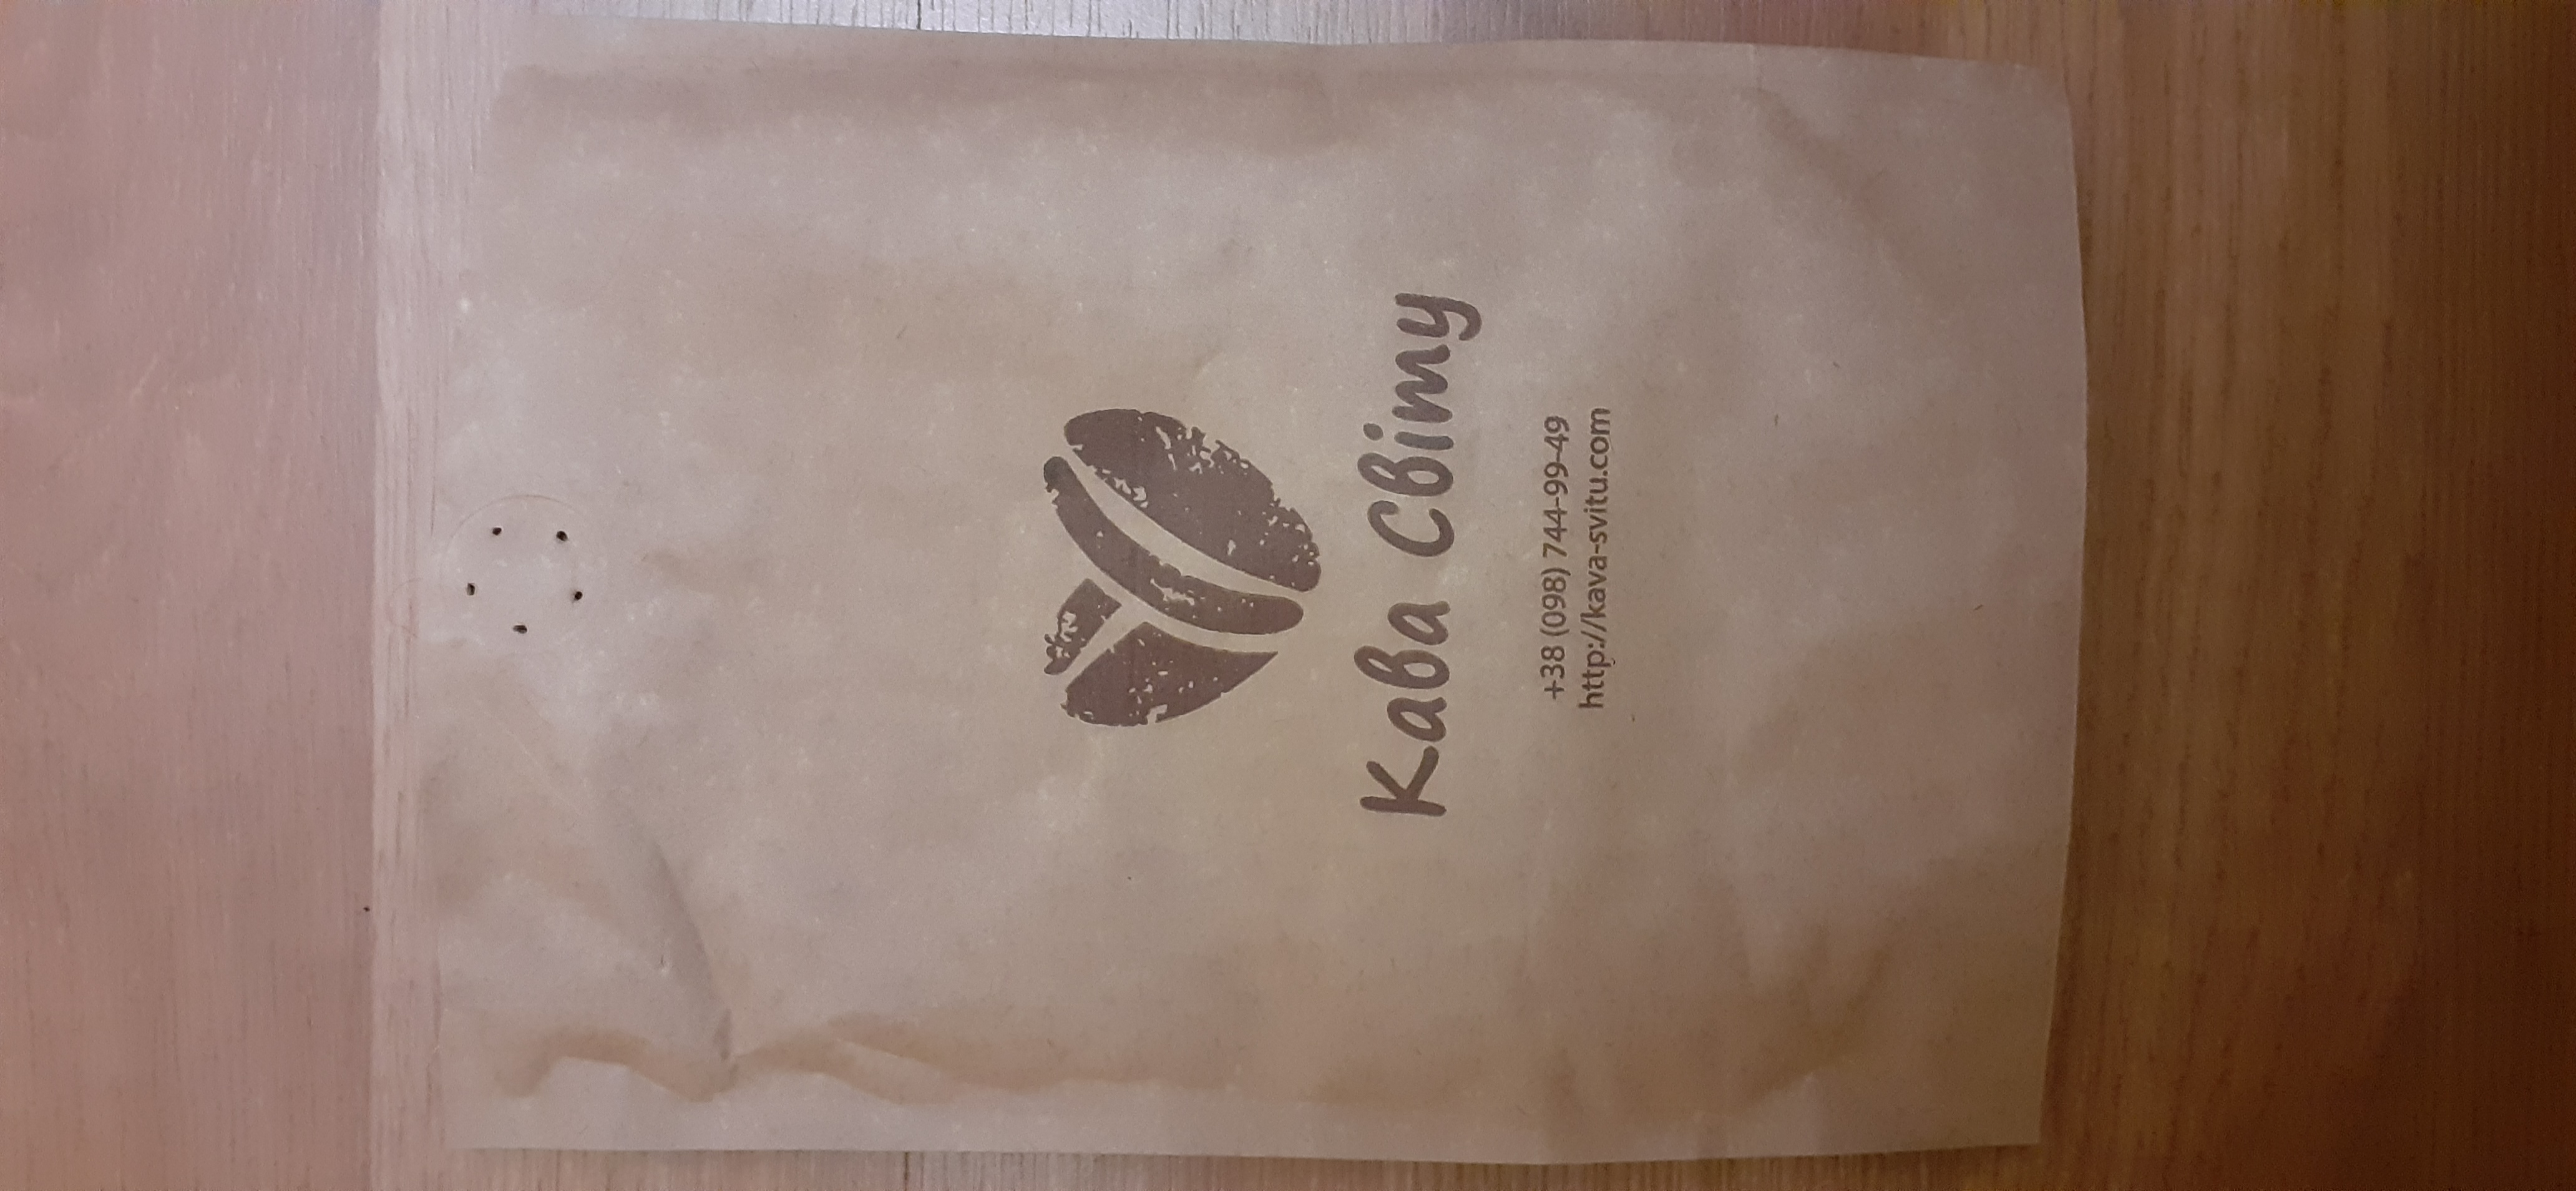 Кава Світу
+38 (098) 744-99-49
http://kava-svitu.com